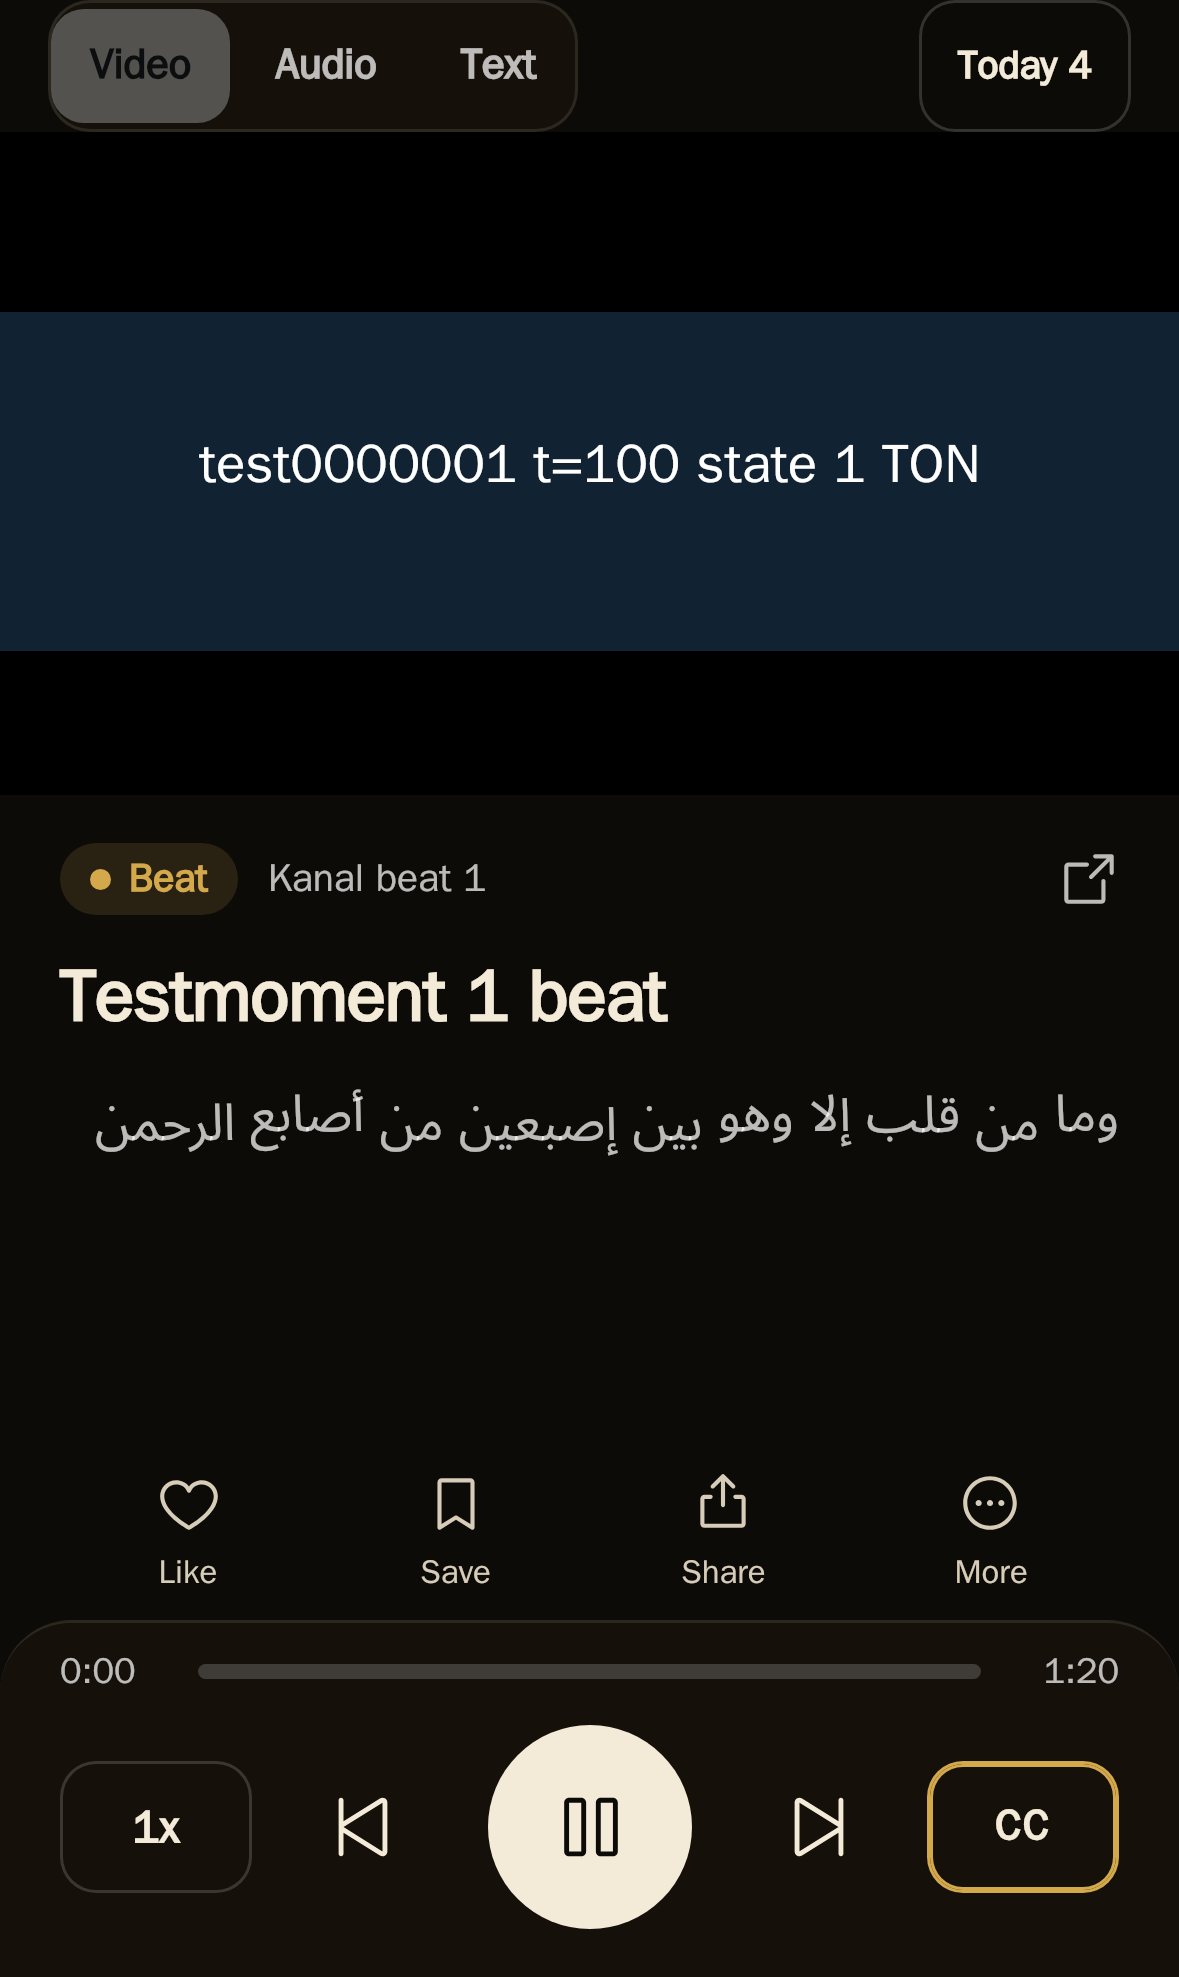 Video Audio Text Today 4
test0000001 t=100 state 1 TON
Beat Kanal beat 1
Testmoment 1 beat
وما من قلب إلا وهو بين إصبعين من أصابع الرحمن
Like Save Share More
0:00 1:20
1x CC